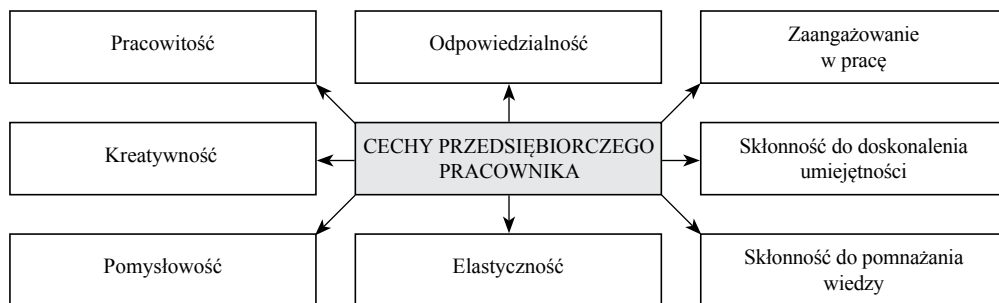 Pracowitość
Odpowiedzialność
Zaangażowanie
w pracę
Kreatywność
CECHY PRZEDSIĘBIORCZEGO
PRACOWNIKA
Skłonność do doskonalenia
umiejętności
Pomysłowość
Elastyczność
Skłonność do pomnażania
wiedzy